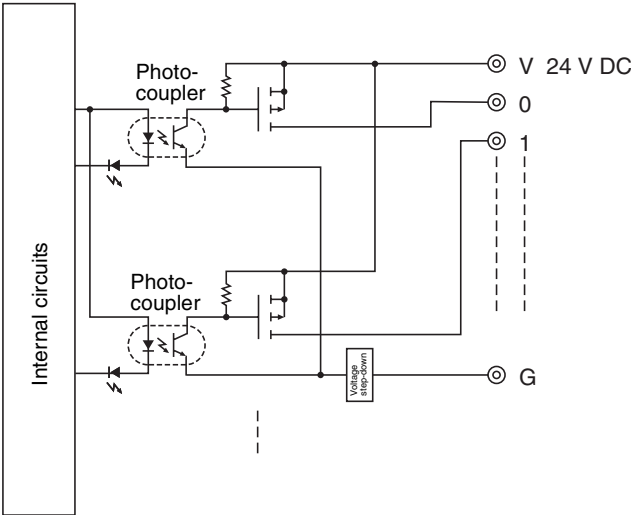 Photo-
coupler
V 24 V DC
0
1
Internal circuits
Photo-
coupler
Voltage
step-down
G